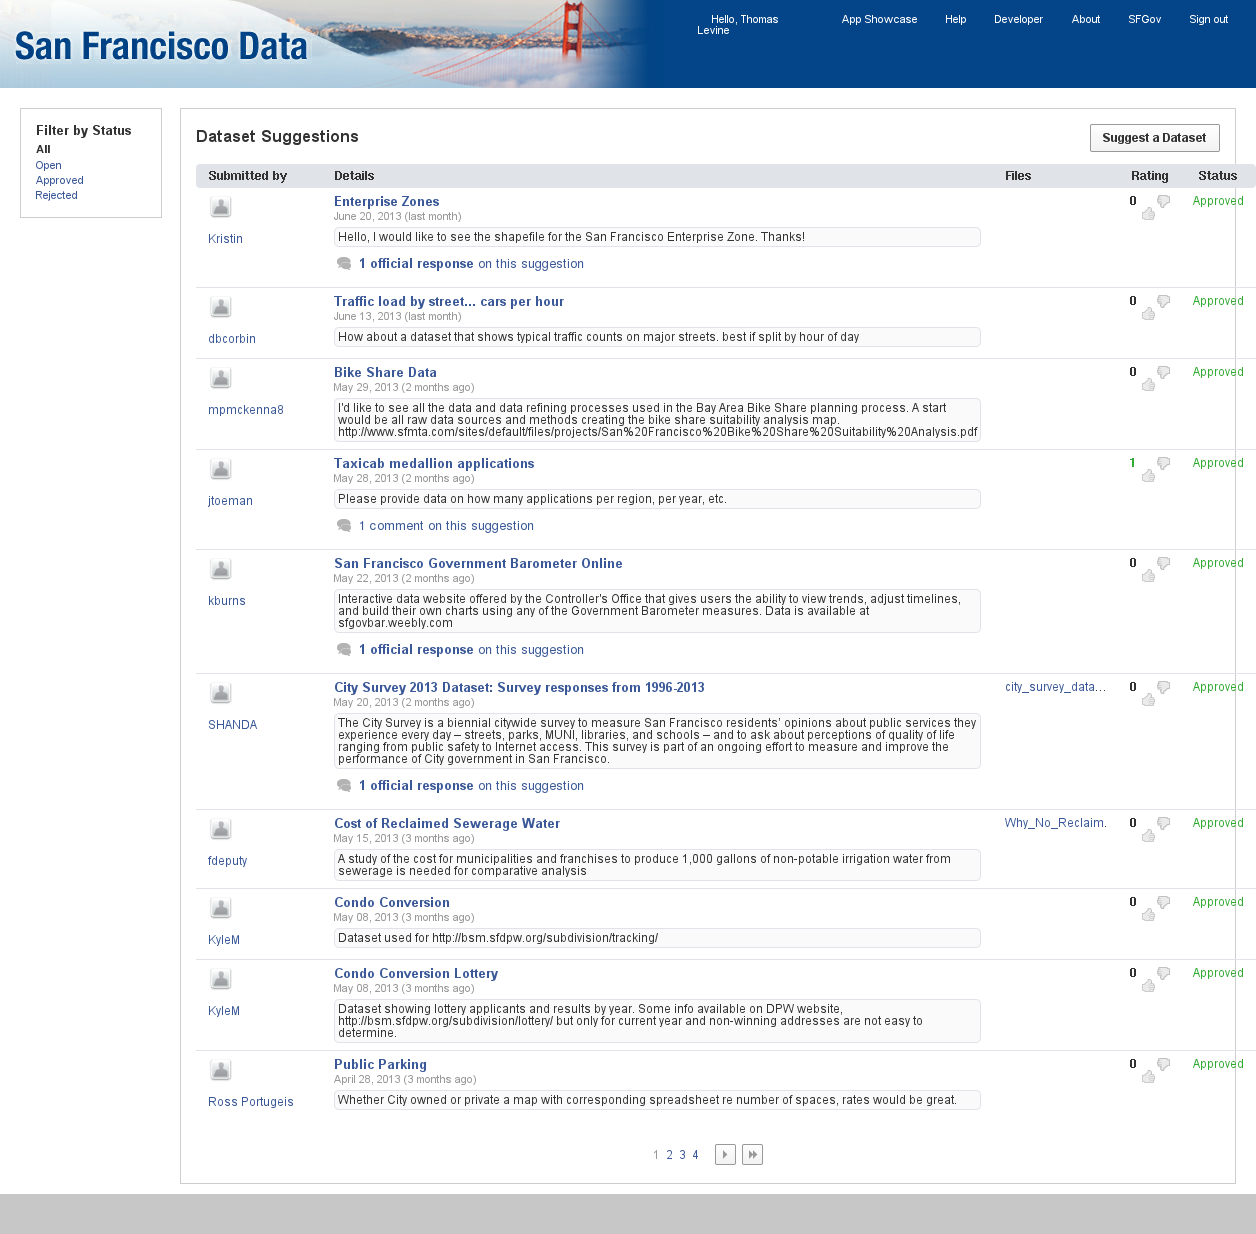 San Francisco Data
Hello, Thomas
Levine
App Showcase
Help
Developer
About
SFGov
Sign out
Filter by Status
All
Open
Approved
Rejected
Dataset Suggestions
Suggest a Dataset
Submitted by Details Files Rating Status
Enterprise Zones 0 Approved
June 20, 2013 (last month)
Kristin
Hello, I would like to see the shapefile for the San Francisco Enterprise Zone. Thanks!
1 official response on this suggestion
Traffic load by street... cars per hour 0 Approved
June 13, 2013 (last month)
dbcorbin
How about a dataset that shows typical traffic counts on major streets. best if split by hour of day
Bike Share Data 0 Approved
May 29, 2013 (2 months ago)
mpmckenna8
I'd like to see all the data and data refining processes used in the Bay Area Bike Share planning process. A start
would be all raw data sources and methods creating the bike share suitability analysis map.
http://www.sfmta.com/sites/default/files/projects/San%20Francisco%20Bike%20Share%20Suitability%20Analysis.pdf
Taxicab medallion applications 1 Approved
May 28, 2013 (2 months ago)
jtoeman
Please provide data on how many applications per region, per year, etc.
1 comment on this suggestion
San Francisco Government Barometer Online 0 Approved
May 22, 2013 (2 months ago)
kburns
Interactive data website offered by the Controller's Office that gives users the ability to view trends, adjust timelines,
and build their own charts using any of the Government Barometer measures. Data is available at
sfgovbar.weebly.com
1 official response on this suggestion
City Survey 2013 Dataset: Survey responses from 1996-2013 city_survey_data... 0 Approved
May 20, 2013 (2 months ago)
SHANDA
The City Survey is a biennial citywide survey to measure San Francisco residents' opinions about public services they
experience every day – streets, parks, MUNI, libraries, and schools – and to ask about perceptions of quality of life
ranging from public safety to Internet access. This survey is part of an ongoing effort to measure and improve the
performance of City government in San Francisco.
1 official response on this suggestion
Cost of Reclaimed Sewerage Water Why_No_Reclaim. 0 Approved
May 15, 2013 (3 months ago)
fdeputy
A study of the cost for municipalities and franchises to produce 1,000 gallons of non-potable irrigation water from
sewerage is needed for comparative analysis
Condo Conversion 0 Approved
May 08, 2013 (3 months ago)
KyleM
Dataset used for http://bsm.sfdpw.org/subdivision/tracking/
Condo Conversion Lottery 0 Approved
May 08, 2013 (3 months ago)
KyleM
Dataset showing lottery applicants and results by year. Some info available on DPW website,
http://bsm.sfdpw.org/subdivision/lottery/ but only for current year and non-winning addresses are not easy to
determine.
Public Parking 0 Approved
April 28, 2013 (3 months ago)
Ross Portugeis
Whether City owned or private a map with corresponding spreadsheet re number of spaces, rates would be great.
1 2 3 4